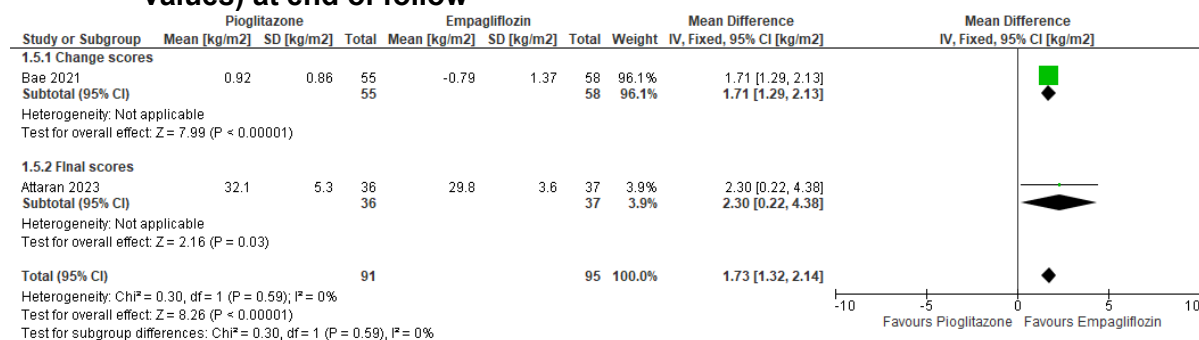 values) at end of follow
Pioglitazone Empagliflozin Mean Difference Mean Difference
Study or Subgroup Mean [kg/m2] SD [kg/m2] Total Mean [kg/m2] SD [kg/m2] Total Weight IV, Fixed, 95% CI [kg/m2] IV, Fixed, 95% CI [kg/m2]
1.5.1 Change scores
Bae 2021 0.92 0.86 55 -0.79 1.37 58 96.1% 1.71 [1.29, 2.13]
Subtotal (95% CI) 55 58 96.1% 1.71 [1.29, 2.13]
Heterogeneity: Not applicable
Test for overall effect: Z = 7.99 (P < 0.00001)
1.5.2 FInal scores
Attaran 2023 32.1 5.3 36 29.8 3.6 37 3.9% 2.30 [0.22, 4.38]
Subtotal (95% CI) 36 37 3.9% 2.30 [0.22, 4.38]
Heterogeneity: Not applicable
Test for overall effect: Z = 2.16 (P = 0.03)
Total (95% CI) 91 95 100.0% 1.73 [1.32, 2.14]
Heterogeneity: Chi² = 0.30, df = 1 (P = 0.59); I² = 0%
Test for overall effect: Z = 8.26 (P < 0.00001)
Test for subgroup differences: Chi² = 0.30, df = 1 (P = 0.59), I² = 0%
-10 -5 0 5 10
Favours Pioglitazone Favours Empagliflozin